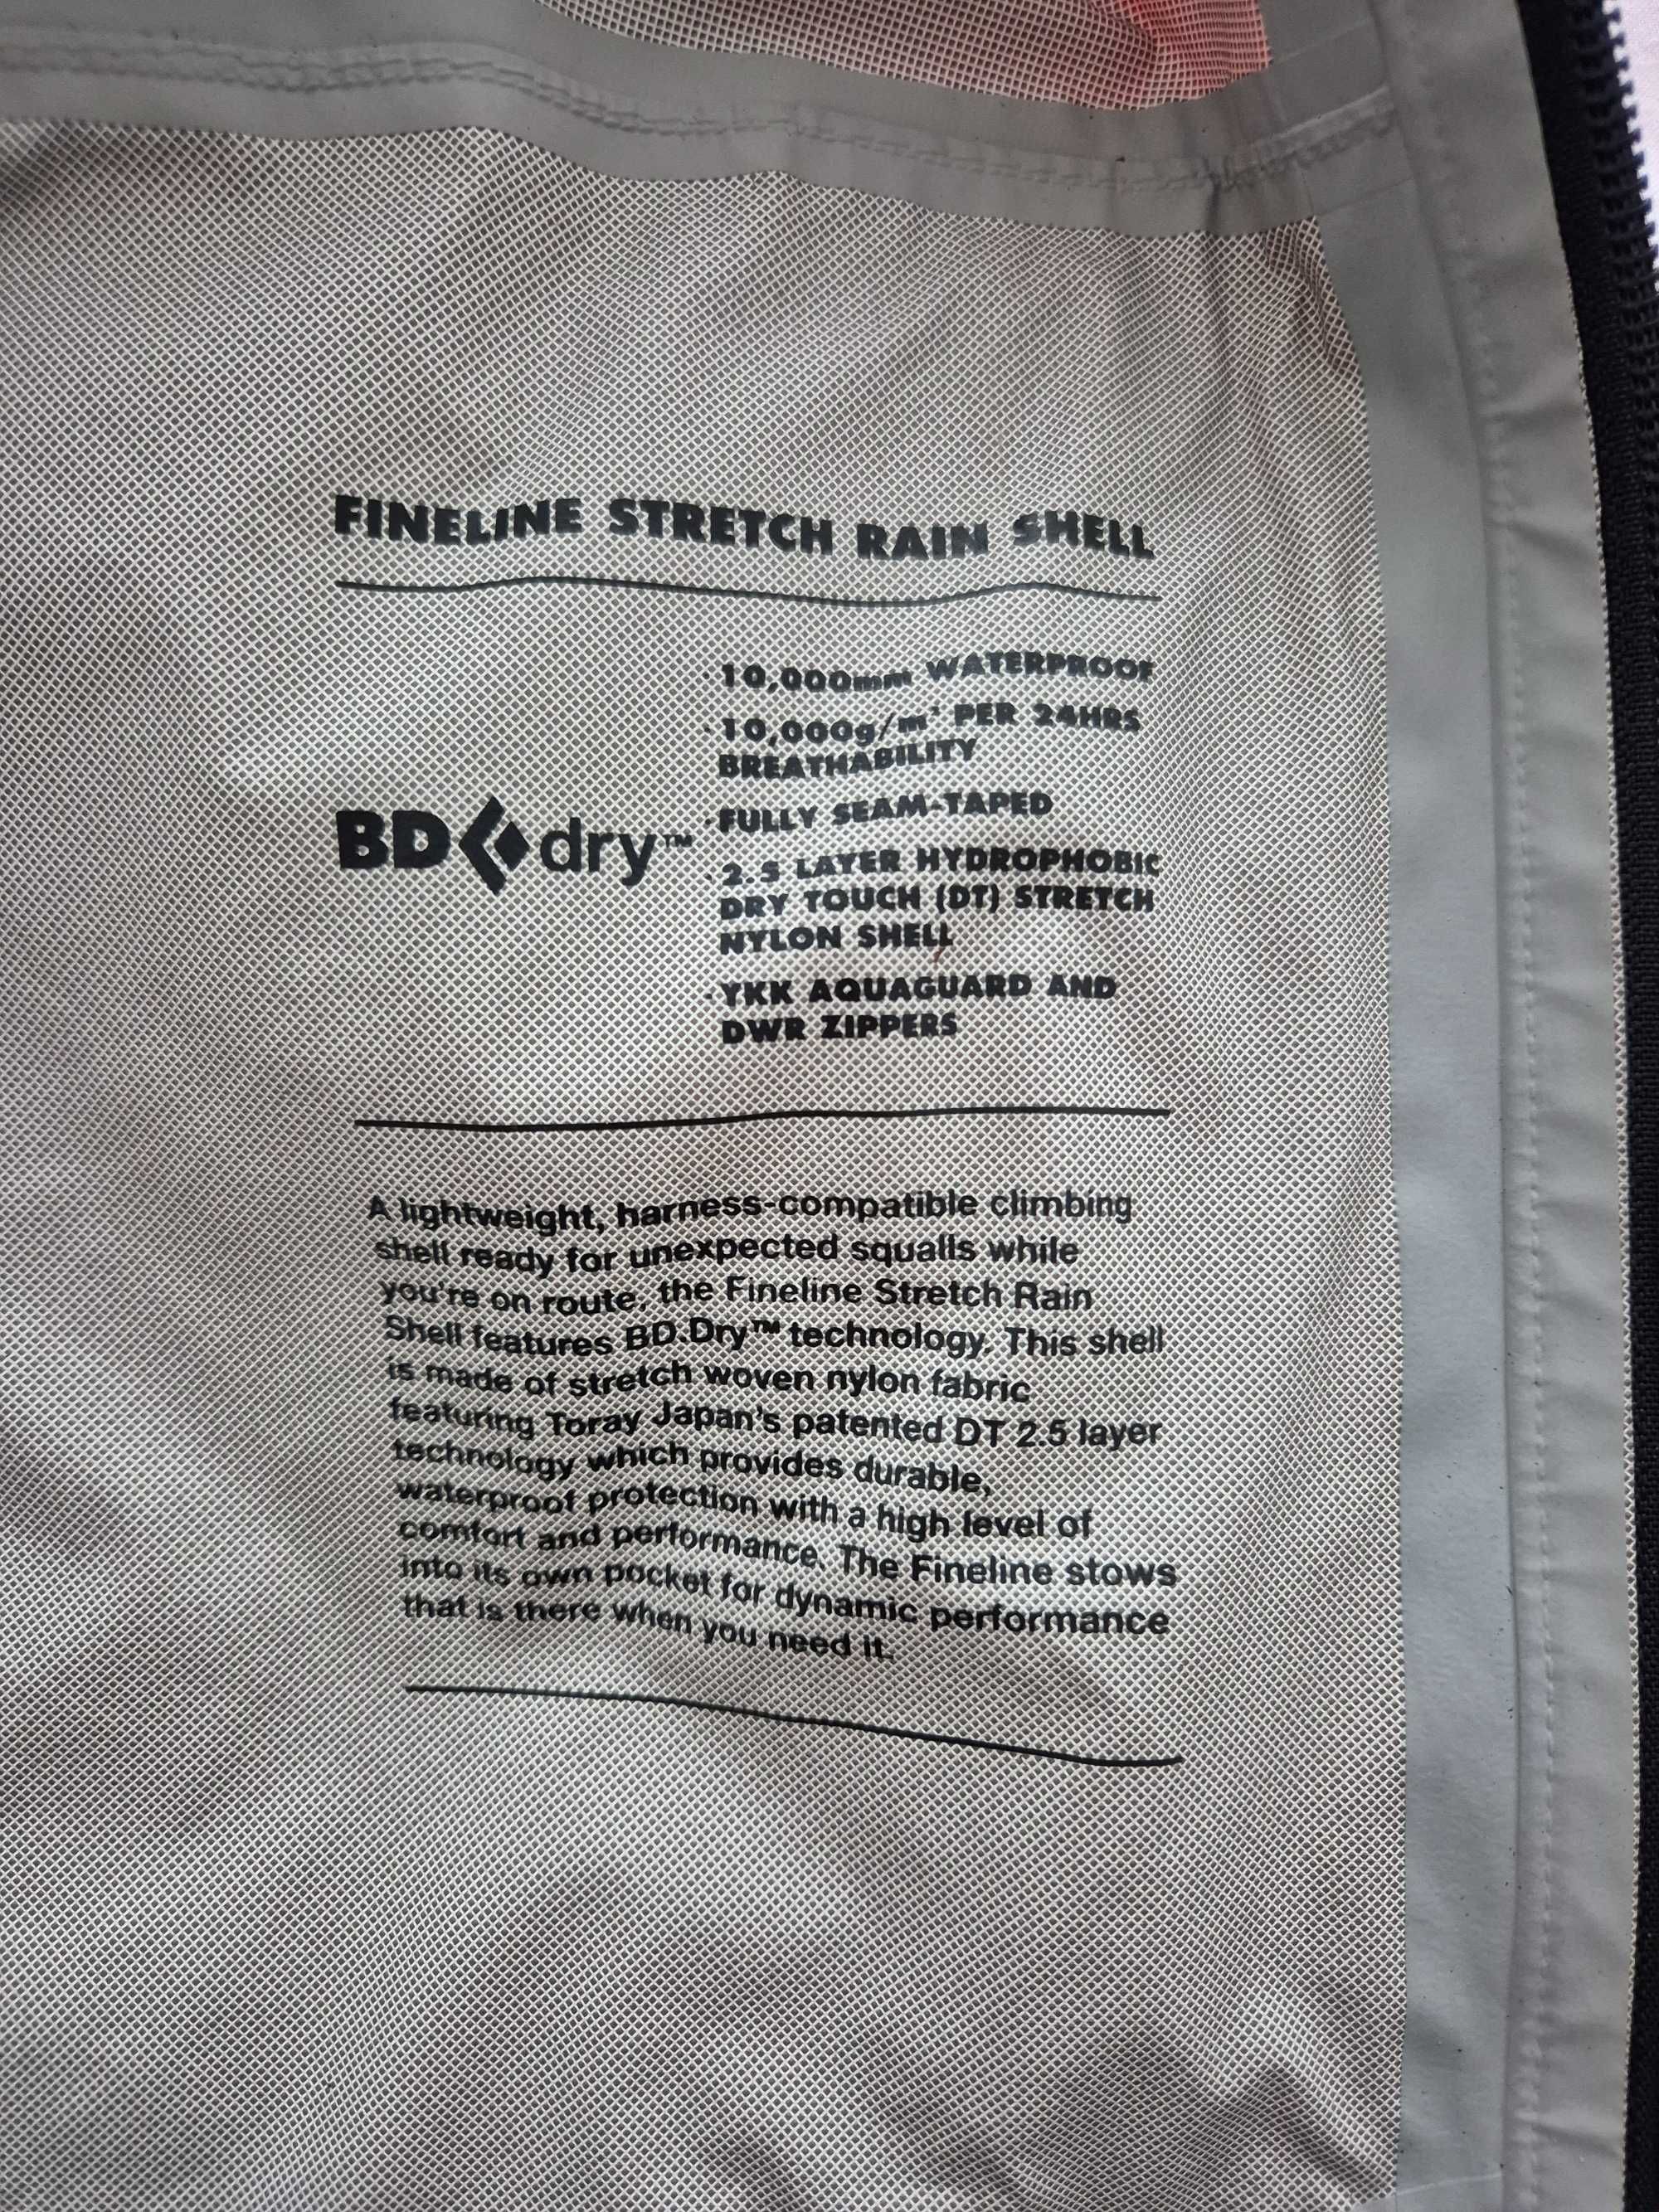 FINELINE STRETCH RAIN SHELL
BD dry™
· 10,000mm WATERPROOF
· 10,000g/m² PER 24HRS
BREATHABILITY
· FULLY SEAM-TAPED
· 2.5 LAYER HYDROPHOBIC
DRY TOUCH (DT) STRETCH
NYLON SHELL
· YKK AQUAGUARD AND
DWR ZIPPERS
A lightweight, harness-compatible climbing
shell ready for unexpected squalls while
you're on route, the Fineline Stretch Rain
Shell features BD.Dry™ technology. This shell
is made of stretch woven nylon fabric
featuring Toray Japan's patented DT 2.5 layer
technology which provides durable,
waterproof protection with a high level of
comfort and performance. The Fineline stows
into its own pocket for dynamic performance
that is there when you need it.